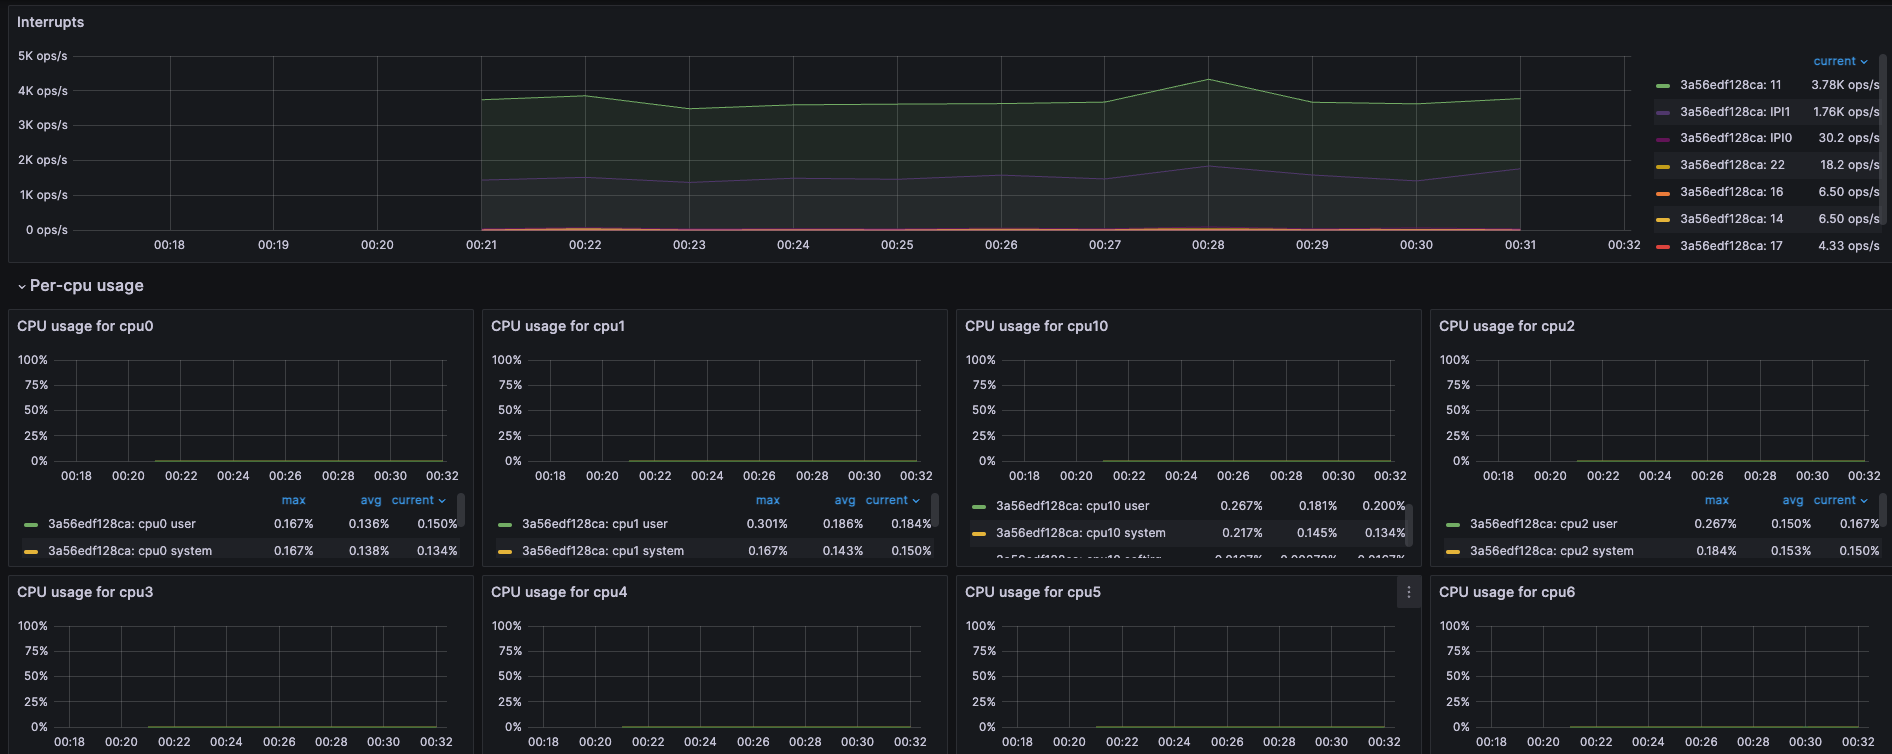 Interrupts
5K ops/s
4K ops/s
3K ops/s
2K ops/s
1K ops/s
0 ops/s
00:18 00:19 00:20 00:21 00:22 00:23 00:24 00:25 00:26 00:27 00:28 00:29 00:30 00:31 00:32
current
3a56edf128ca: 11 3.78K ops/s
3a56edf128ca: IPI1 1.76K ops/s
3a56edf128ca: IPI0 30.2 ops/s
3a56edf128ca: 22 18.2 ops/s
3a56edf128ca: 16 6.50 ops/s
3a56edf128ca: 14 6.50 ops/s
3a56edf128ca: 17 4.33 ops/s
Per-cpu usage
CPU usage for cpu0
100%
75%
50%
25%
0%
00:18 00:20 00:22 00:24 00:26 00:28 00:30 00:32
max avg current
3a56edf128ca: cpu0 user 0.167% 0.136% 0.150%
3a56edf128ca: cpu0 system 0.167% 0.138% 0.134%
CPU usage for cpu1
100%
75%
50%
25%
0%
00:18 00:20 00:22 00:24 00:26 00:28 00:30 00:32
max avg current
3a56edf128ca: cpu1 user 0.301% 0.186% 0.184%
3a56edf128ca: cpu1 system 0.167% 0.143% 0.150%
CPU usage for cpu10
100%
75%
50%
25%
0%
00:18 00:20 00:22 00:24 00:26 00:28 00:30 00:32
3a56edf128ca: cpu10 user 0.267% 0.181% 0.200%
3a56edf128ca: cpu10 system 0.217% 0.145% 0.134%
CPU usage for cpu2
100%
75%
50%
25%
0%
00:18 00:20 00:22 00:24 00:26 00:28 00:30 00:32
max avg current
3a56edf128ca: cpu2 user 0.267% 0.150% 0.167%
3a56edf128ca: cpu2 system 0.184% 0.153% 0.150%
CPU usage for cpu3
100%
75%
50%
25%
0%
00:18 00:20 00:22 00:24 00:26 00:28 00:30 00:32
CPU usage for cpu4
100%
75%
50%
25%
0%
00:18 00:20 00:22 00:24 00:26 00:28 00:30 00:32
CPU usage for cpu5
100%
75%
50%
25%
0%
00:18 00:20 00:22 00:24 00:26 00:28 00:30 00:32
CPU usage for cpu6
100%
75%
50%
25%
0%
00:18 00:20 00:22 00:24 00:26 00:28 00:30 00:32